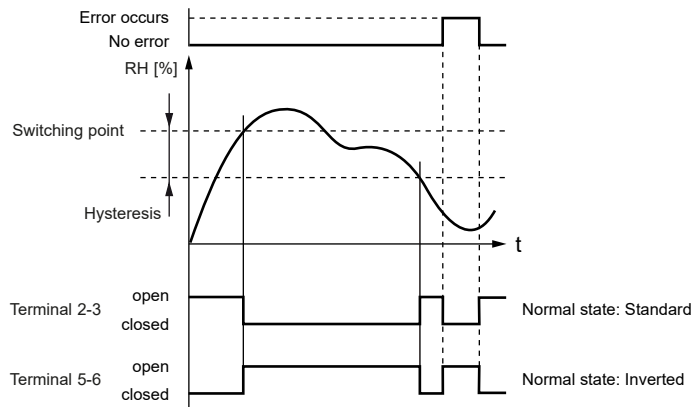 Error occurs
No error
RH [%]
Switching point
Hysteresis
t
open
Terminal 2-3
Normal state: Standard
closed
open
Terminal 5-6
Normal state: Inverted
closed